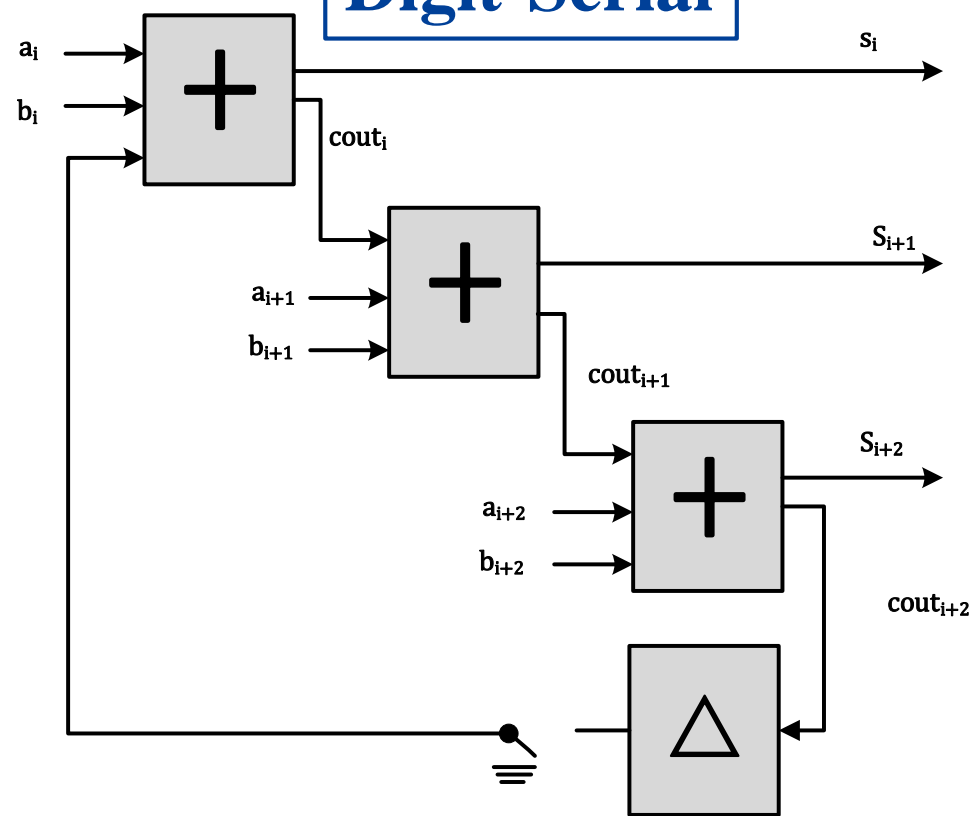 Digit Serial
aᵢ
sᵢ
bᵢ
coutᵢ
Sᵢ₊₁
aᵢ₊₁
bᵢ₊₁
coutᵢ₊₁
Sᵢ₊₂
aᵢ₊₂
bᵢ₊₂
coutᵢ₊₂